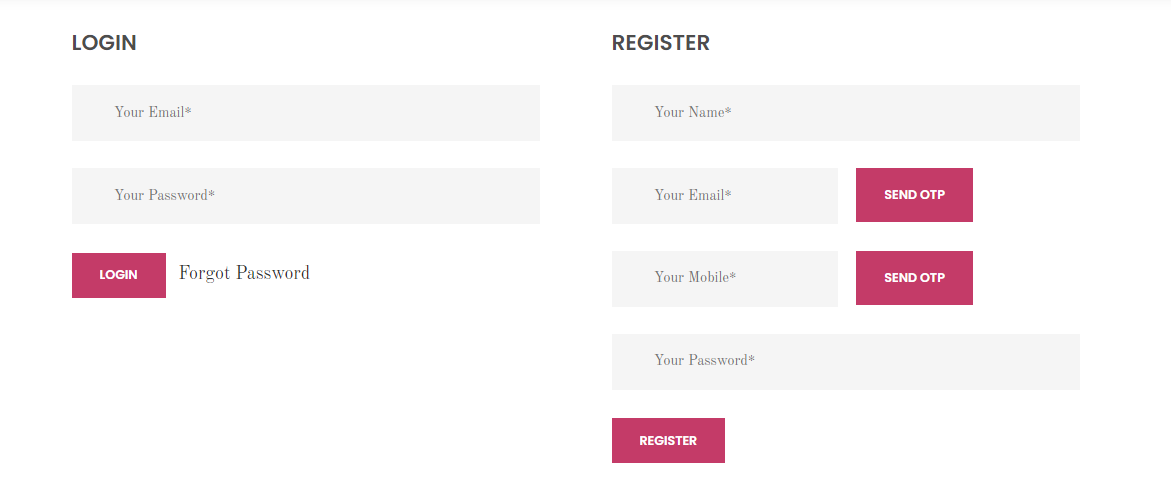 LOGIN
Your Email*
Your Password*
LOGIN Forgot Password
REGISTER
Your Name*
Your Email* SEND OTP
Your Mobile* SEND OTP
Your Password*
REGISTER